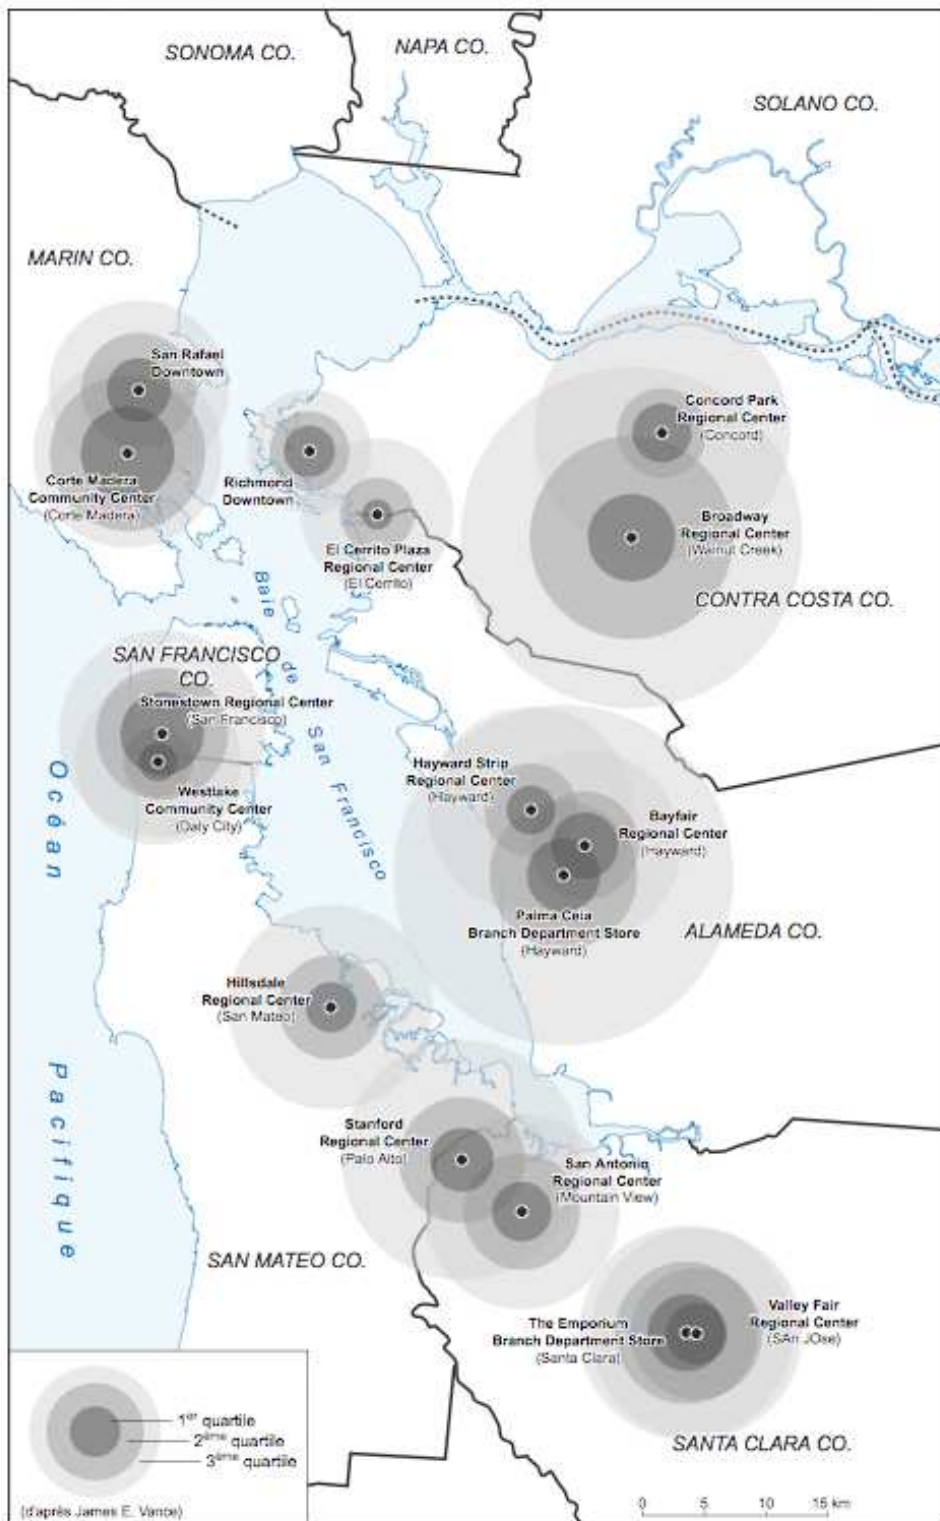 SONOMA CO.
NAPA CO.
SOLANO CO.
MARIN CO.
San Rafael
Downtown
Corte Madera
Community Center
(Corte Madera)
Richmond
Downtown
El Cerrito Plaza
Regional Center
(El Cerrito)
Concord Park
Regional Center
(Concord)
Broadway
Regional Center
(Walnut Creek)
CONTRA COSTA CO.
SAN FRANCISCO
CO.
Stonestown Regional Center
(San Francisco)
Westlake
Community Center
(Daly City)
Baie de San Francisco
Océan Pacifique
Hayward Strip
Regional Center
(Hayward)
Bayfair
Regional Center
(Hayward)
Palma Ceia
Branch Department Store
(Hayward)
ALAMEDA CO.
Hillsdale
Regional Center
(San Mateo)
Stanford
Regional Center
(Palo Alto)
San Antonio
Regional Center
(Mountain View)
SAN MATEO CO.
The Emporium
Branch Department Store
(Santa Clara)
Valley Fair
Regional Center
(SAn JOse)
SANTA CLARA CO.
1er quartile
2ème quartile
3ème quartile
(d'après James E. Vance)
0 5 10 15 km